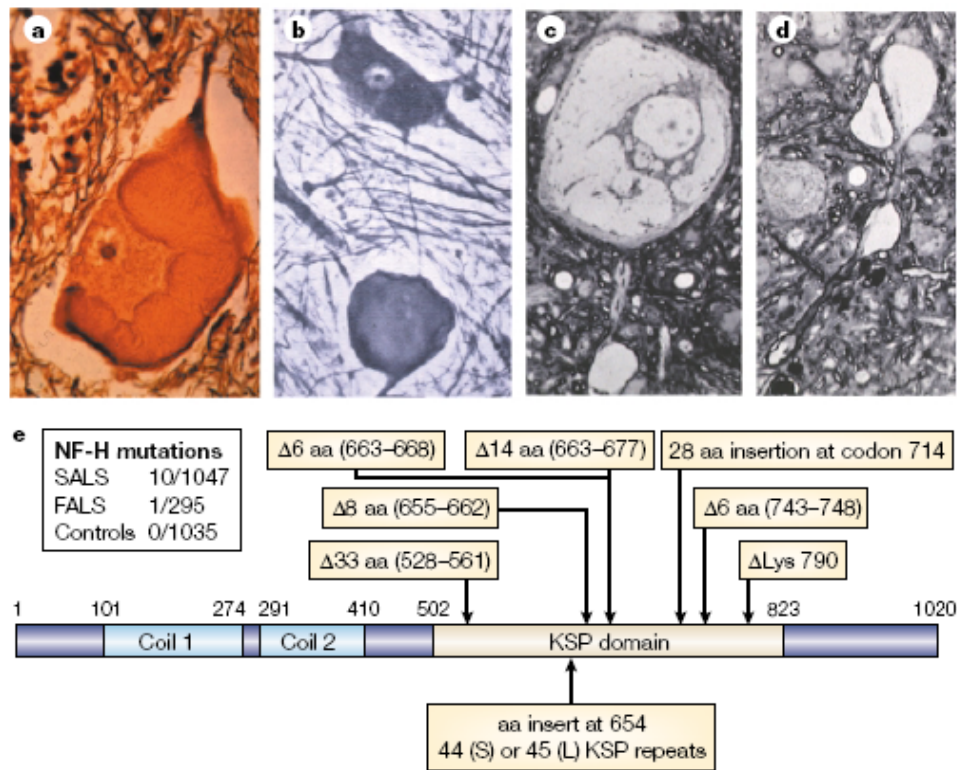 a
b
c
d
e
NF-H mutations
SALS 10/1047
FALS 1/295
Controls 0/1035
Δ6 aa (663–668)
Δ14 aa (663–677)
28 aa insertion at codon 714
Δ8 aa (655–662)
Δ6 aa (743–748)
Δ33 aa (528–561)
ΔLys 790
1 101 274 291 410 502 823 1020
Coil 1 Coil 2 KSP domain
aa insert at 654
44 (S) or 45 (L) KSP repeats